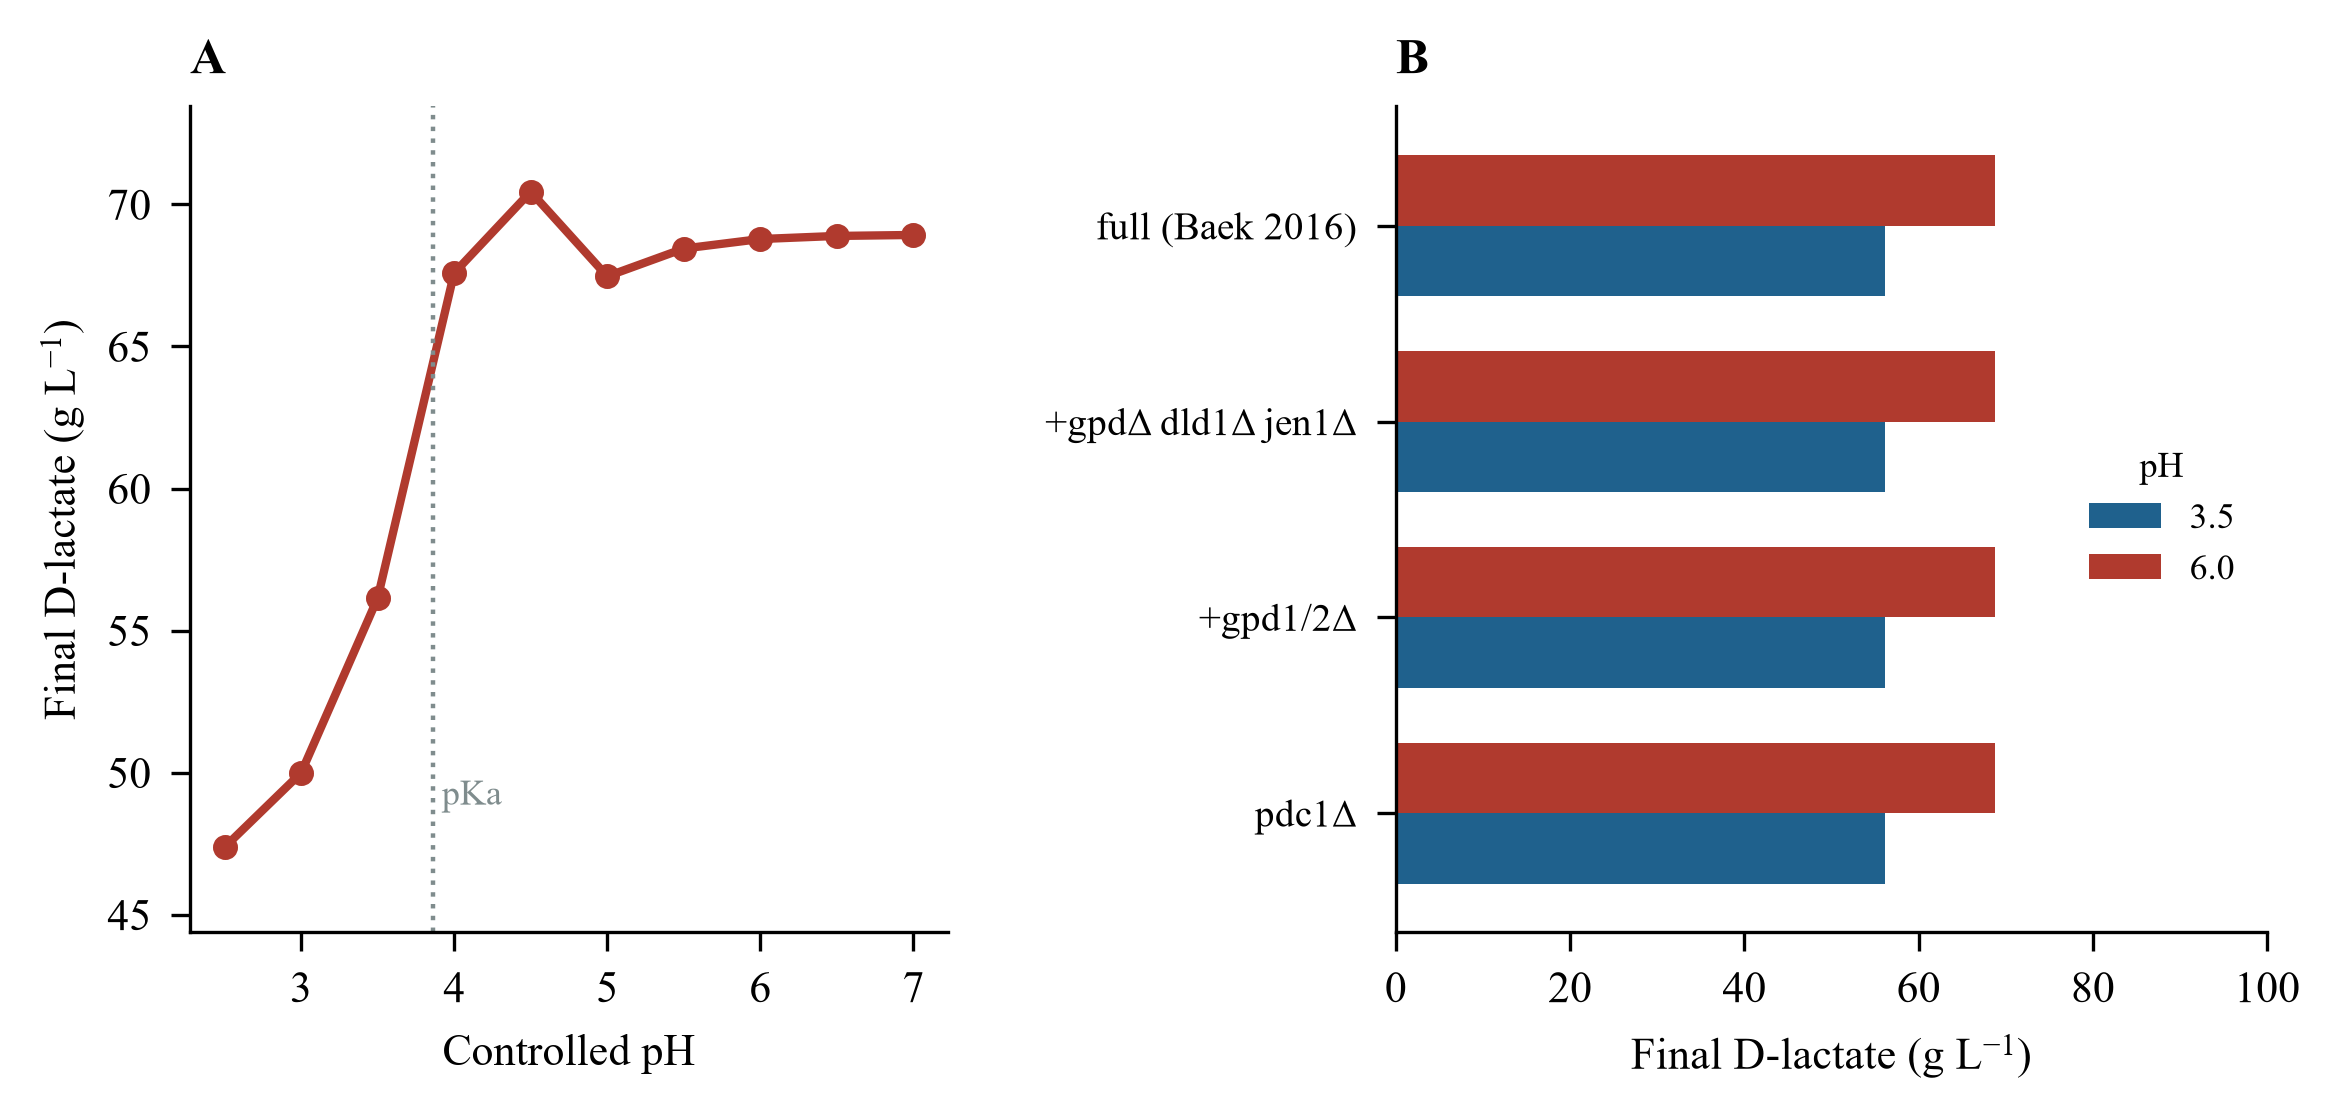 A
Final D-lactate (g L⁻¹)
70
65
60
55
50
45
pKa
3 4 5 6 7
Controlled pH
B
full (Baek 2016)
+gpdΔ dld1Δ jen1Δ
+gpd1/2Δ
pdc1Δ
pH
3.5
6.0
0 20 40 60 80 100
Final D-lactate (g L⁻¹)